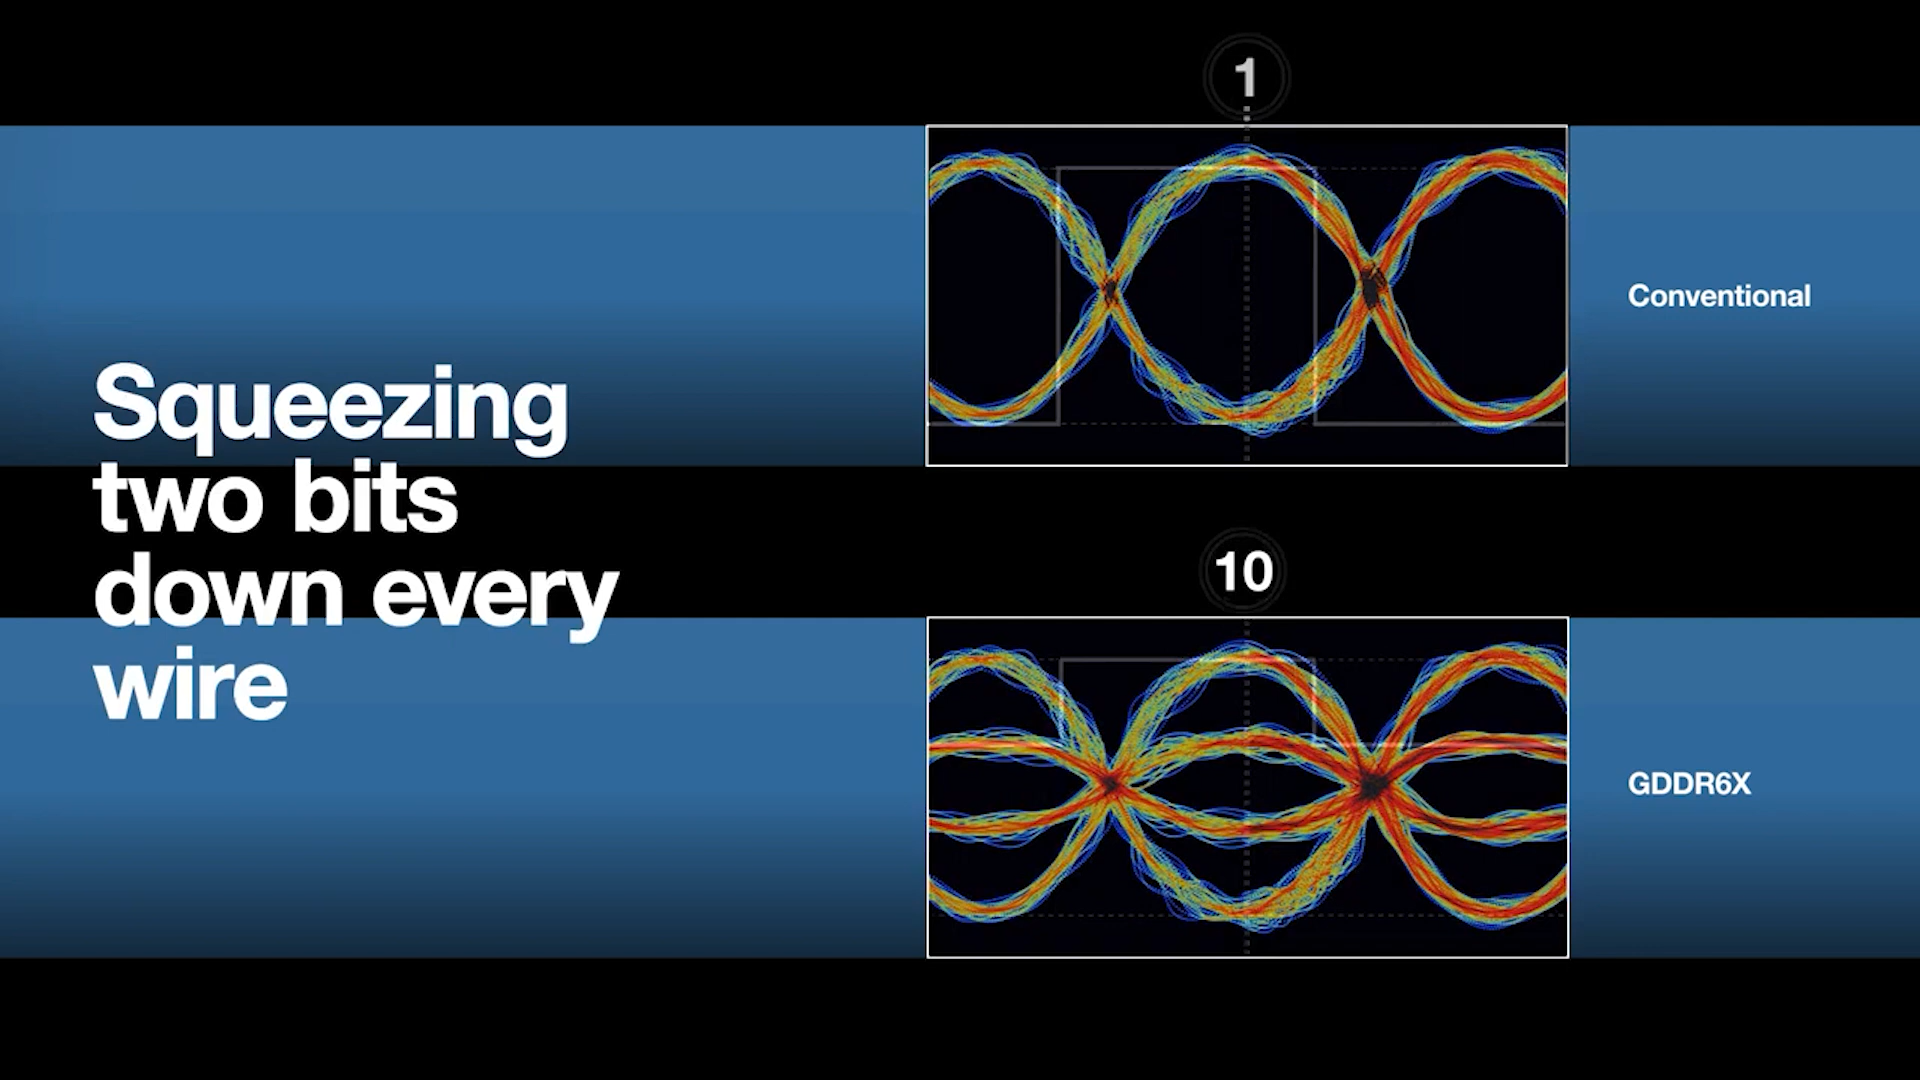 Squeezing
two bits
down every
wire
1
Conventional
10
GDDR6X